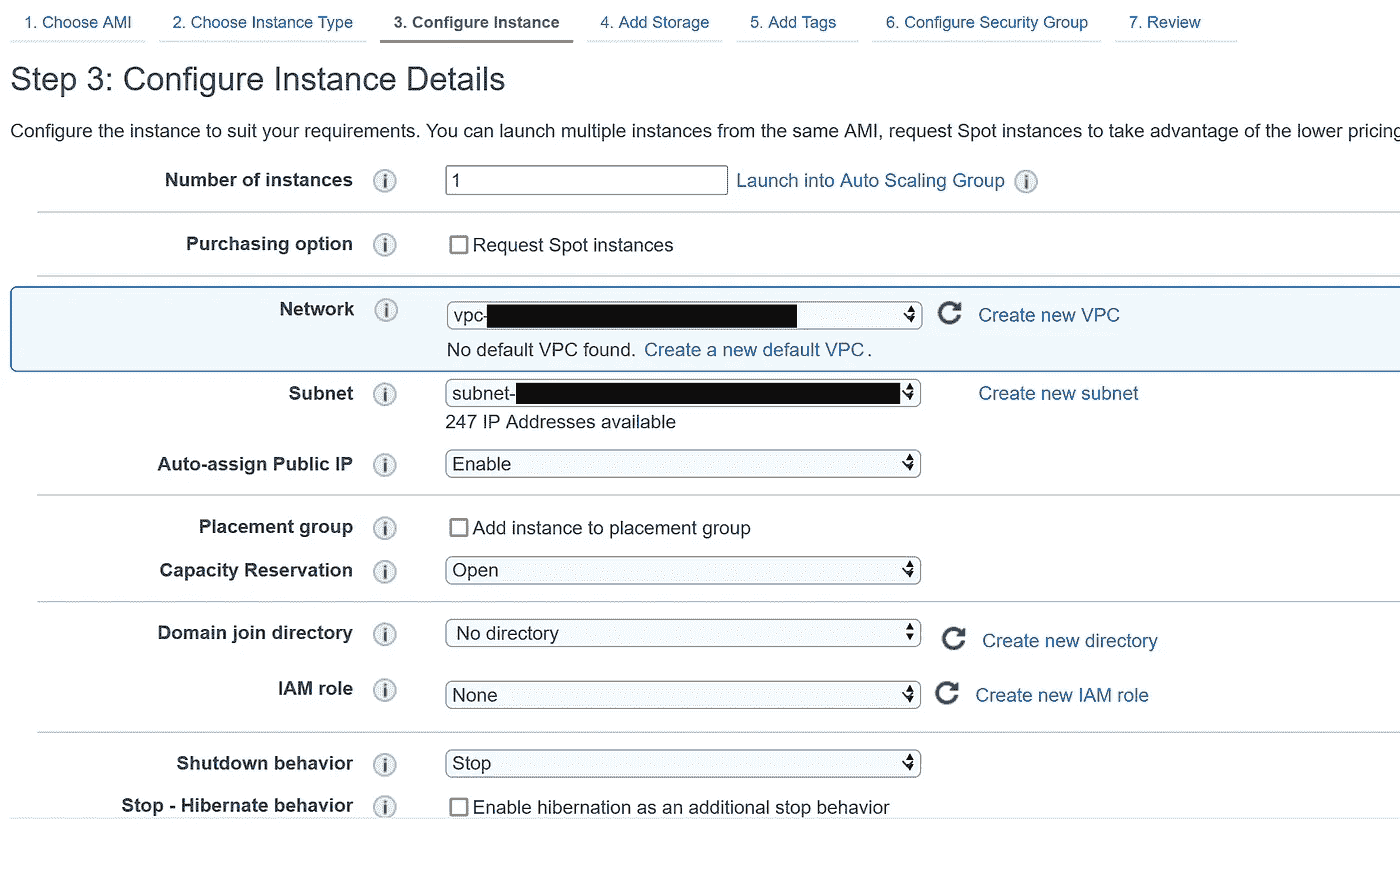 1. Choose AMI 2. Choose Instance Type 3. Configure Instance 4. Add Storage 5. Add Tags 6. Configure Security Group 7. Review
Step 3: Configure Instance Details
Configure the instance to suit your requirements. You can launch multiple instances from the same AMI, request Spot instances to take advantage of the lower pricing
Number of instances 1 Launch into Auto Scaling Group
Purchasing option Request Spot instances
Network vpc- Create new VPC
No default VPC found. Create a new default VPC.
Subnet subnet- Create new subnet
247 IP Addresses available
Auto-assign Public IP Enable
Placement group Add instance to placement group
Capacity Reservation Open
Domain join directory No directory Create new directory
IAM role None Create new IAM role
Shutdown behavior Stop
Stop - Hibernate behavior Enable hibernation as an additional stop behavior